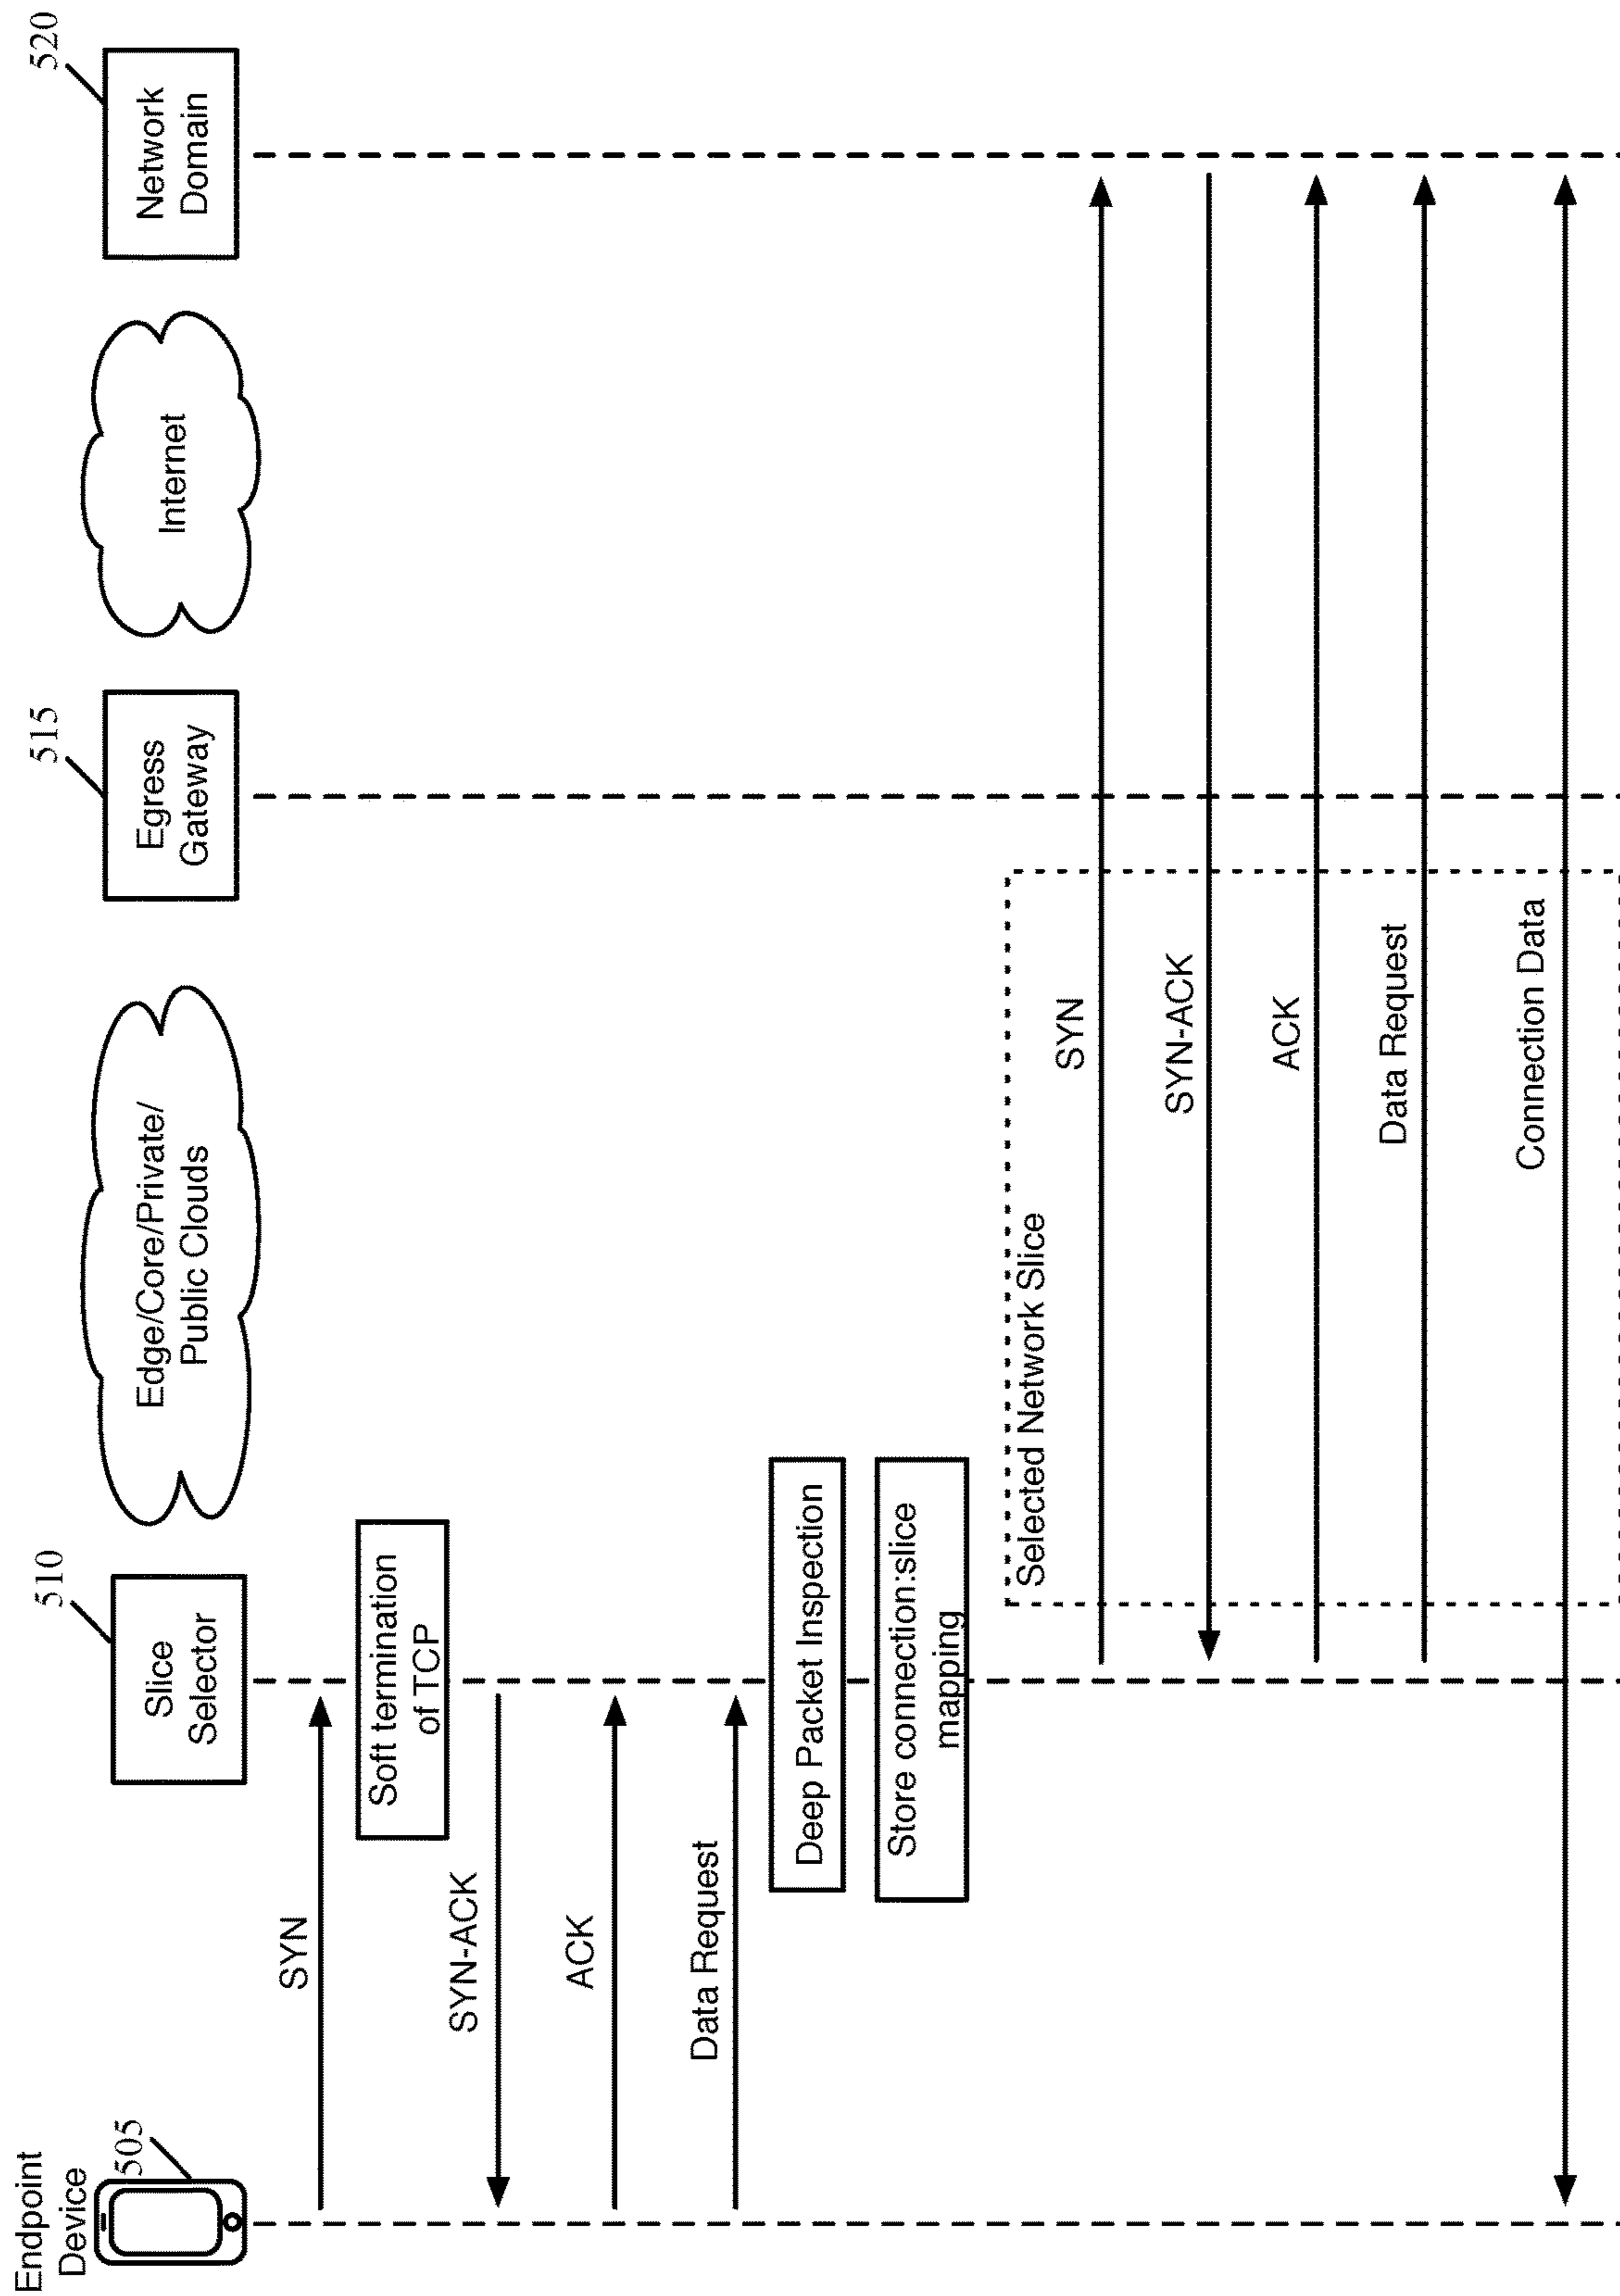 Endpoint
Device
505
510
Slice
Selector
Edge/Core/Private/
Public Clouds
515
Egress
Gateway
Internet
520
Network
Domain
SYN
Soft termination
of TCP
SYN-ACK
ACK
Data Request
Deep Packet Inspection
Store connection:slice
mapping
Selected Network Slice
SYN
SYN-ACK
ACK
Data Request
Connection Data